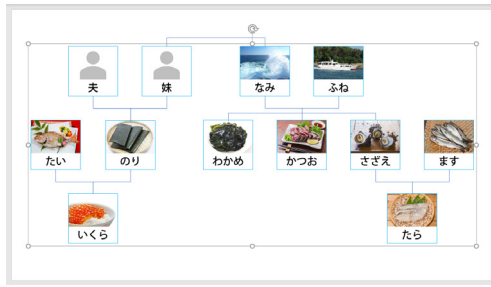 夫 妹 なみ ふね
たい のり わかめ かつお さざえ ます
いくら たら